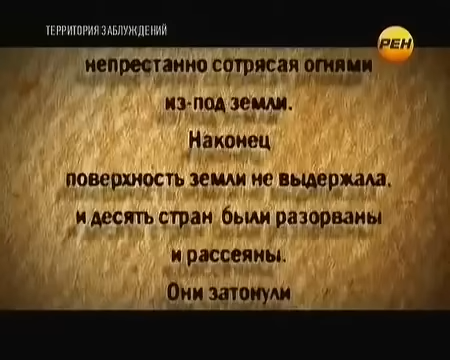 ТЕРРИТОРИЯ ЗАБЛУЖДЕНИЙ
РЕН
непрестанно сотрясая огнями
из-под земли.
Наконец
поверхность земли не выдержала,
и десять стран были разорваны
и рассеяны.
Они затонули